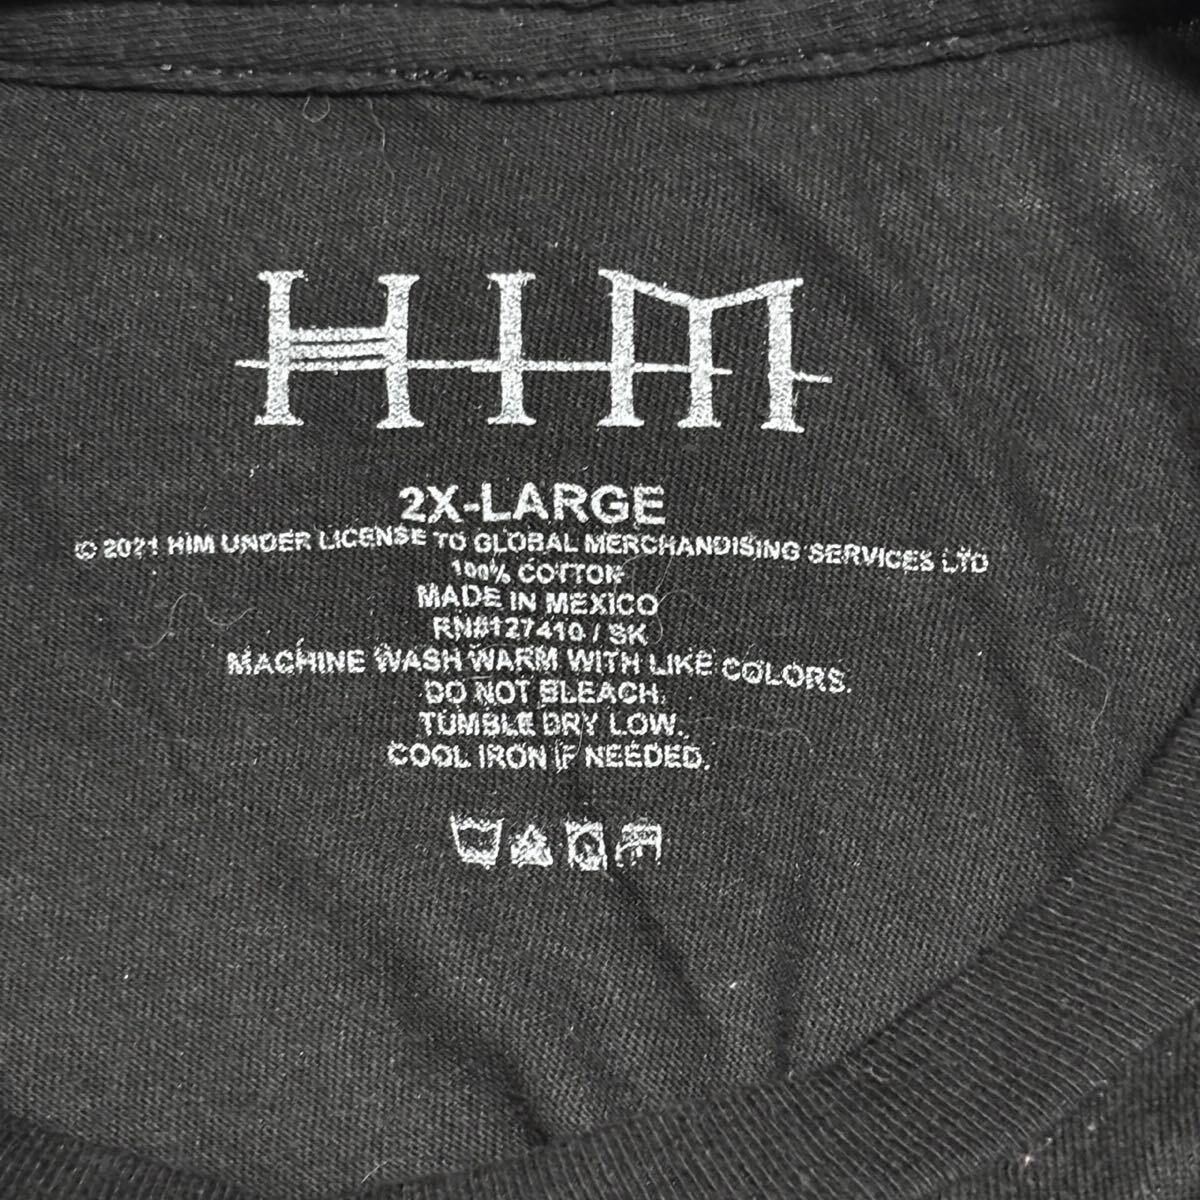 HIM
2X-LARGE
© 2021 HIM UNDER LICENSE TO GLOBAL MERCHANDISING SERVICES LTD
100% COTTON
MADE IN MEXICO
RN#127410 / SK
MACHINE WASH WARM WITH LIKE COLORS.
DO NOT BLEACH.
TUMBLE DRY LOW.
COOL IRON IF NEEDED.